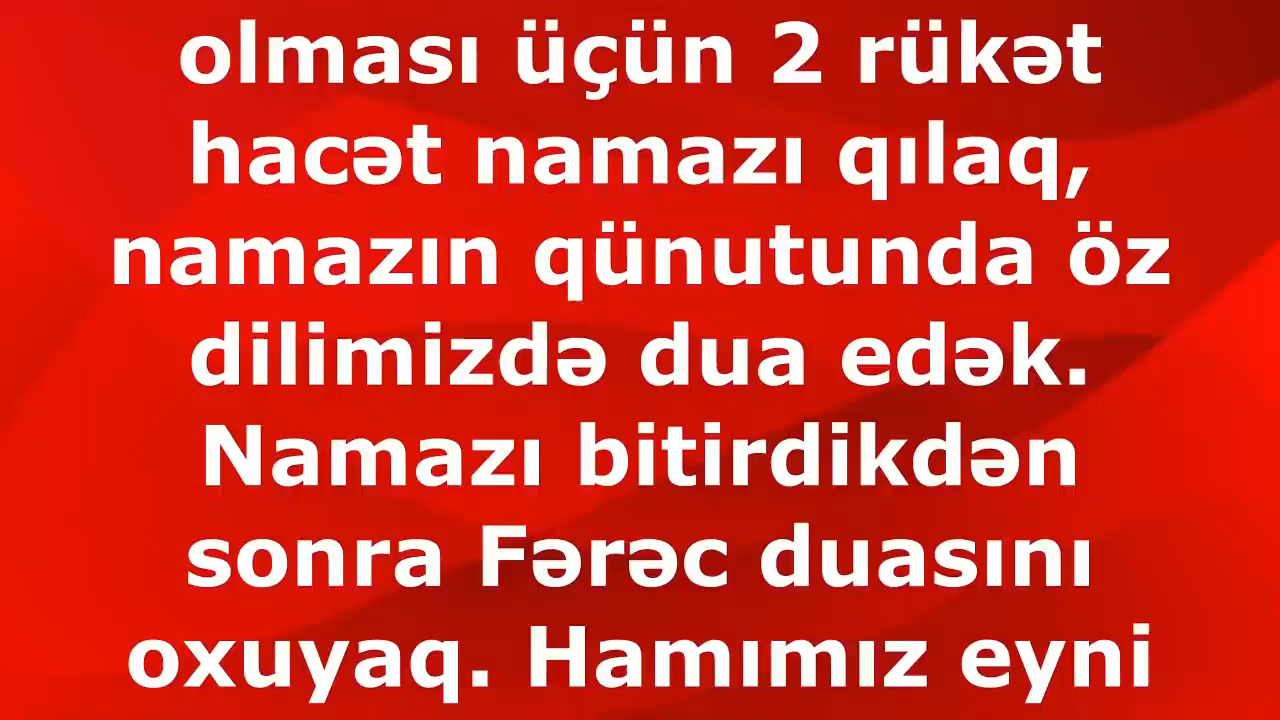 olması üçün 2 rükət
hacət namazı qılaq,
namazın qünutunda öz
dilimizdə dua edək.
Namazı bitirdikdən
sonra Fərəc duasını
oxuyaq. Hamımız eyni